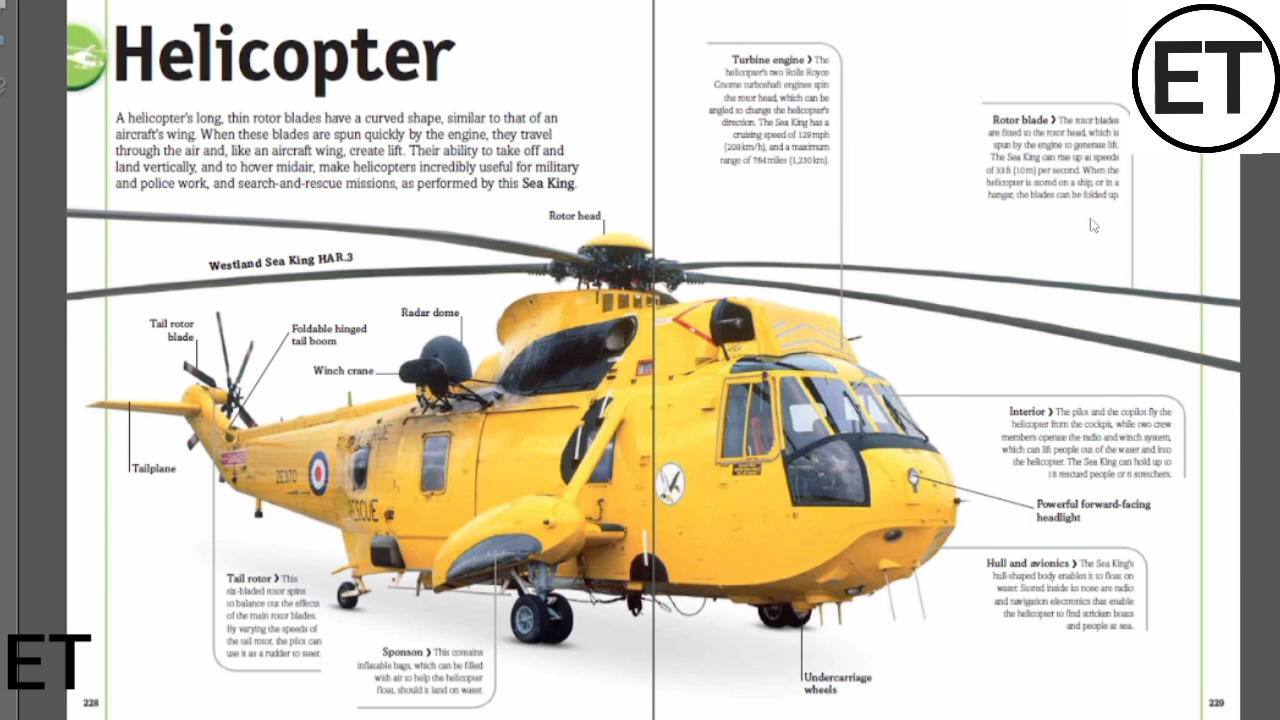 Helicopter
A helicopter's long, thin rotor blades have a curved shape, similar to that of an
aircraft's wing. When these blades are spun quickly by the engine, they travel
through the air and, like an aircraft wing, create lift. Their ability to take off and
land vertically, and to hover midair, make helicopters incredibly useful for military
and police work, and search-and-rescue missions, as performed by this Sea King.
Turbine engine ❯ The
helicopter's two Rolls Royce
Gnome turboshaft engines spin
the rotor head, which can be
angled to change the helicopter's
direction. The Sea King has a
cruising speed of 129 mph
(208 km/h), and a maximum
range of 764 miles (1,230 km).
ET
Rotor blade ❯ The rotor blades
are fixed to the rotor head, which is
spun by the engine to generate lift.
The Sea King can rise up at speeds
of 33 ft (10 m) per second. When the
helicopter is stored on a ship, or in a
hangar, the blades can be folded up.
Rotor head
Westland Sea King HAR.3
Tail rotor
blade
Foldable hinged
tail boom
Radar dome
Winch crane
Tailplane
ZE370
RESCUE
RESCUE
Interior ❯ The pilot and the copilot fly the
helicopter from the cockpit, while two crew
members operate the radio and winch system,
which can lift people out of the water and into
the helicopter. The Sea King can hold up to
18 rescued people or 6 stretchers.
Powerful forward-facing
headlight
Hull and avionics ❯ The Sea King's
hull-shaped body enables it to float on
water. Stored inside its nose are radio
and navigation electronics that enable
the helicopter to find stricken boats
and people at sea.
Tail rotor ❯ This
six-bladed rotor spins
to balance out the effects
of the main rotor blades.
By varying the speeds of
the tail rotor, the pilot can
use it as a rudder to steer.
Sponson ❯ This contains
inflatable bags, which can be filled
with air to help the helicopter
float, should it land on water.
Undercarriage
wheels
ET
228
229